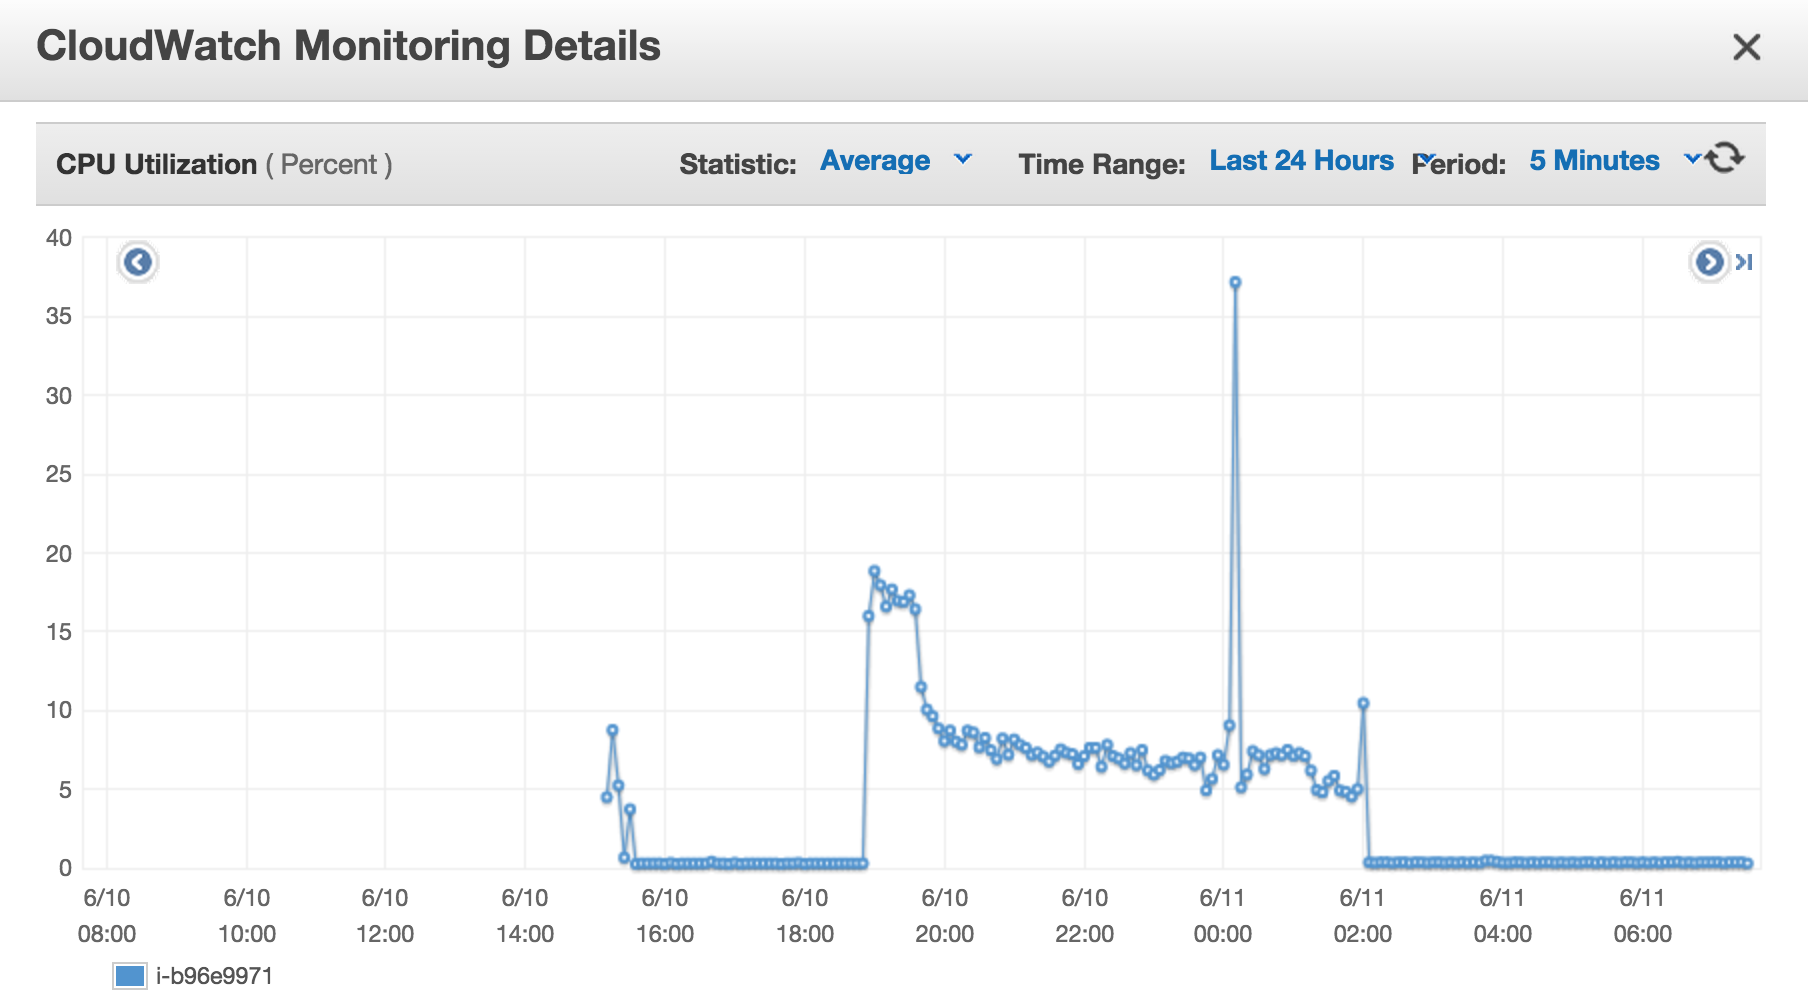 CloudWatch Monitoring Details
CPU Utilization ( Percent ) Statistic: Average Time Range: Last 24 Hours Period: 5 Minutes
40
35
30
25
20
15
10
5
0
6/10 6/10 6/10 6/10 6/10 6/10 6/10 6/10 6/11 6/11 6/11 6/11
08:00 10:00 12:00 14:00 16:00 18:00 20:00 22:00 00:00 02:00 04:00 06:00
i-b96e9971